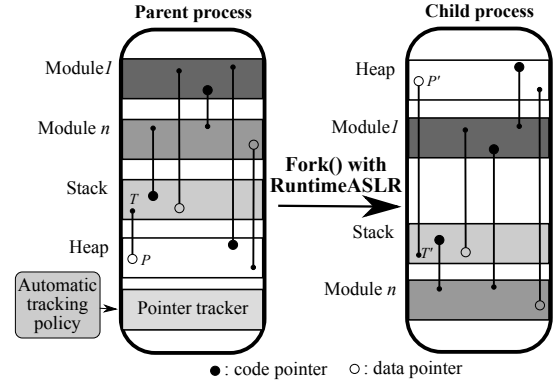 Parent process
Module1
Module n
Stack
T
Heap
P
Automatic
tracking
policy
Pointer tracker
Fork() with
RuntimeASLR
Child process
Heap
P'
Module1
Stack
T'
Module n
: code pointer
: data pointer